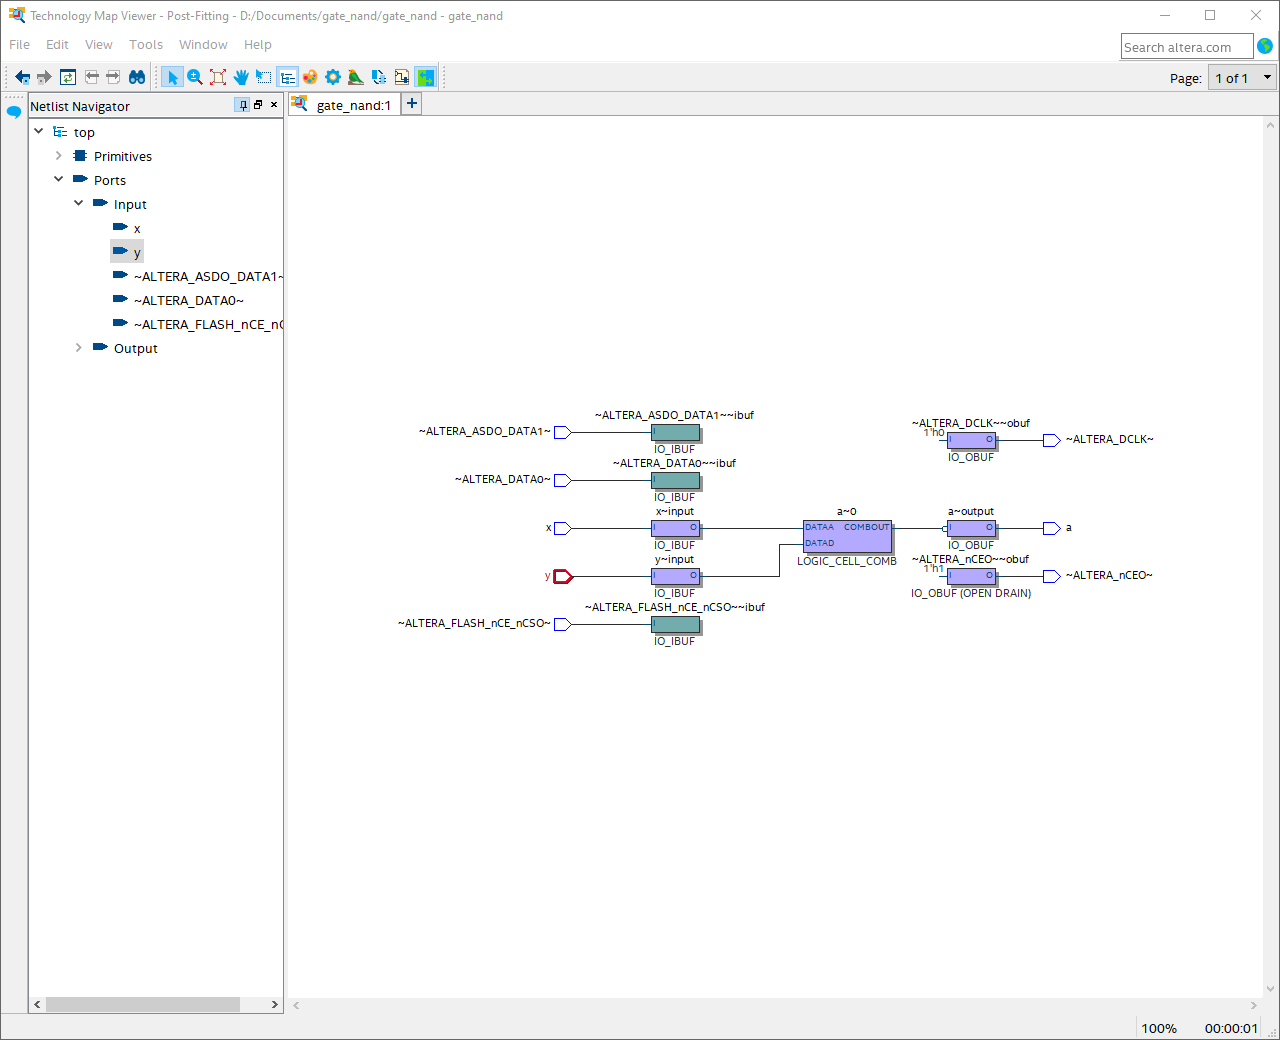 Technology Map Viewer - Post-Fitting - D:/Documents/gate_nand/gate_nand - gate_nand
File Edit View Tools Window Help
Search altera.com
Page: 1 of 1
Netlist Navigator
gate_nand:1
top
Primitives
Ports
Input
x
y
~ALTERA_ASDO_DATA1~
~ALTERA_DATA0~
~ALTERA_FLASH_nCE_nC
Output
~ALTERA_ASDO_DATA1~~ibuf
~ALTERA_ASDO_DATA1~
I
IO_IBUF
~ALTERA_DCLK~~obuf
1'h0
I O
~ALTERA_DCLK~
IO_OBUF
~ALTERA_DATA0~~ibuf
~ALTERA_DATA0~
I
IO_IBUF
x~input
x
I O
IO_IBUF
a~0
DATAA COMBOUT
DATAD
LOGIC_CELL_COMB
a~output
I O
a
IO_OBUF
y~input
y
I O
IO_IBUF
~ALTERA_nCEO~~obuf
1'h1
I O
~ALTERA_nCEO~
IO_OBUF (OPEN DRAIN)
~ALTERA_FLASH_nCE_nCSO~~ibuf
~ALTERA_FLASH_nCE_nCSO~
I
IO_IBUF
100% 00:00:01